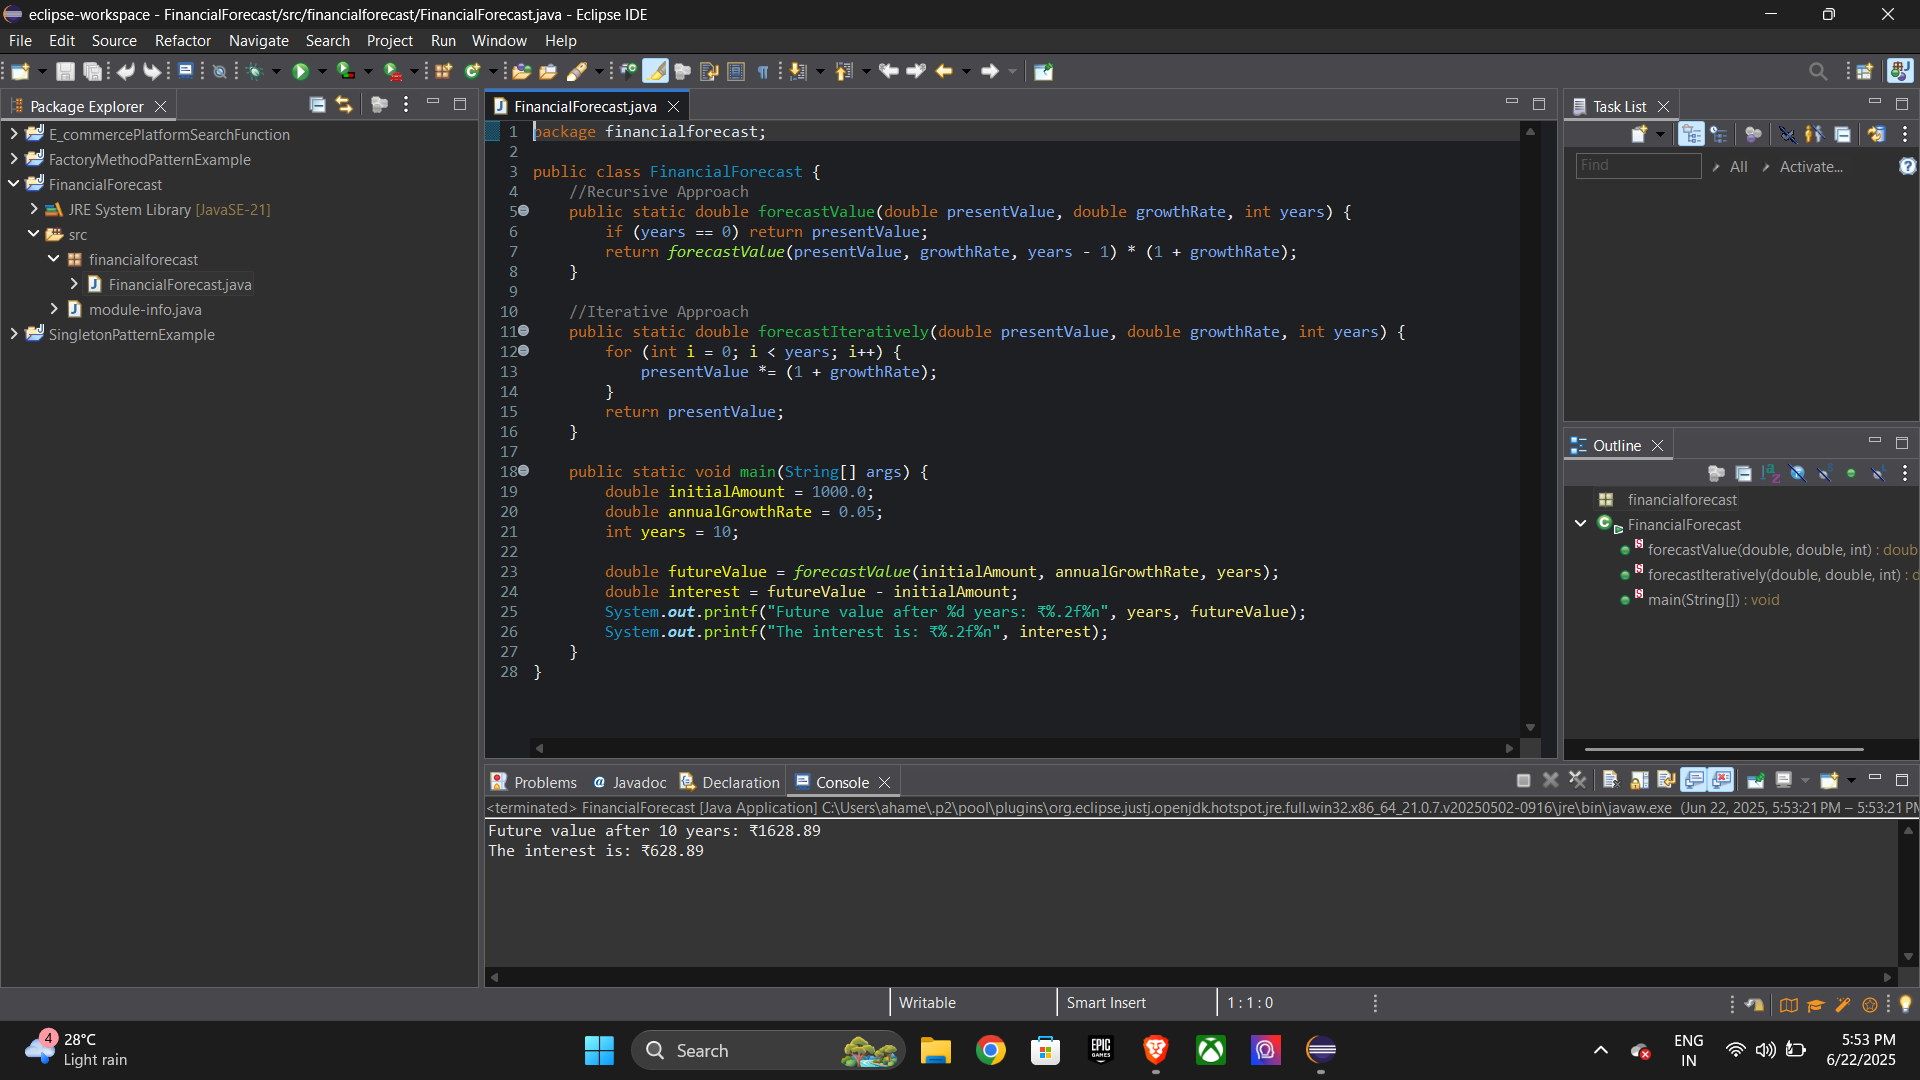 eclipse-workspace - FinancialForecast/src/financialforecast/FinancialForecast.java - Eclipse IDE
File Edit Source Refactor Navigate Search Project Run Window Help
Package Explorer
E_commercePlatformSearchFunction
FactoryMethodPatternExample
FinancialForecast
JRE System Library [JavaSE-21]
src
financialforecast
FinancialForecast.java
module-info.java
SingletonPatternExample
FinancialForecast.java
1 package financialforecast;
2
3 public class FinancialForecast {
4 //Recursive Approach
5 public static double forecastValue(double presentValue, double growthRate, int years) {
6 if (years == 0) return presentValue;
7 return forecastValue(presentValue, growthRate, years - 1) * (1 + growthRate);
8 }
9
10 //Iterative Approach
11 public static double forecastIteratively(double presentValue, double growthRate, int years) {
12 for (int i = 0; i < years; i++) {
13 presentValue *= (1 + growthRate);
14 }
15 return presentValue;
16 }
17
18 public static void main(String[] args) {
19 double initialAmount = 1000.0;
20 double annualGrowthRate = 0.05;
21 int years = 10;
22
23 double futureValue = forecastValue(initialAmount, annualGrowthRate, years);
24 double interest = futureValue - initialAmount;
25 System.out.printf("Future value after %d years: ₹%.2f%n", years, futureValue);
26 System.out.printf("The interest is: ₹%.2f%n", interest);
27 }
28 }
Task List
Find All Activate...
Outline
financialforecast
FinancialForecast
forecastValue(double, double, int) : doub
forecastIteratively(double, double, int) : d
main(String[]) : void
Problems Javadoc Declaration Console
<terminated> FinancialForecast [Java Application] C:\Users\ahame\.p2\pool\plugins\org.eclipse.justj.openjdk.hotspot.jre.full.win32.x86_64_21.0.7.v20250502-0916\jre\bin\javaw.exe (Jun 22, 2025, 5:53:21 PM – 5:53:21 PM
Future value after 10 years: ₹1628.89
The interest is: ₹628.89
Writable Smart Insert 1 : 1 : 0
4
28°C
Light rain
Search
EPIC
GAMES
ENG
IN
5:53 PM
6/22/2025